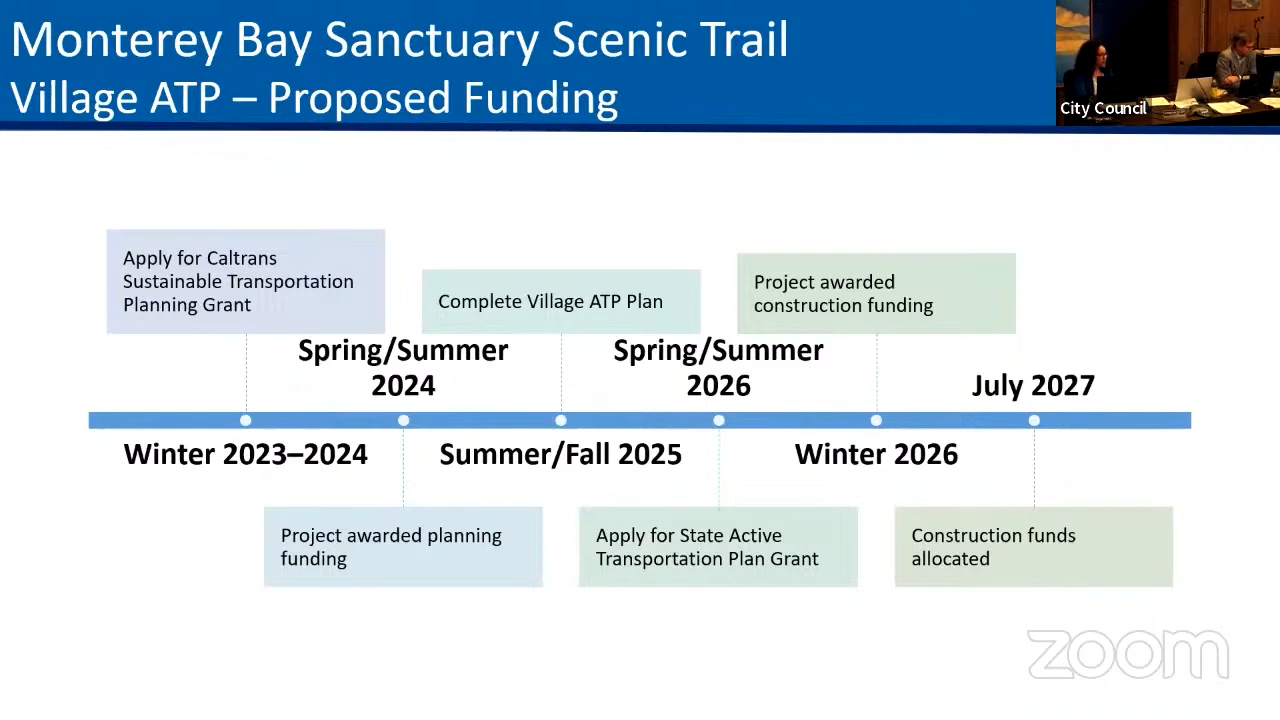 Monterey Bay Sanctuary Scenic Trail
Village ATP – Proposed Funding
City Council
Apply for Caltrans
Sustainable Transportation
Planning Grant
Complete Village ATP Plan
Project awarded
construction funding
Spring/Summer
2024
Spring/Summer
2026
July 2027
Winter 2023–2024
Summer/Fall 2025
Winter 2026
Project awarded planning
funding
Apply for State Active
Transportation Plan Grant
Construction funds
allocated
zoom